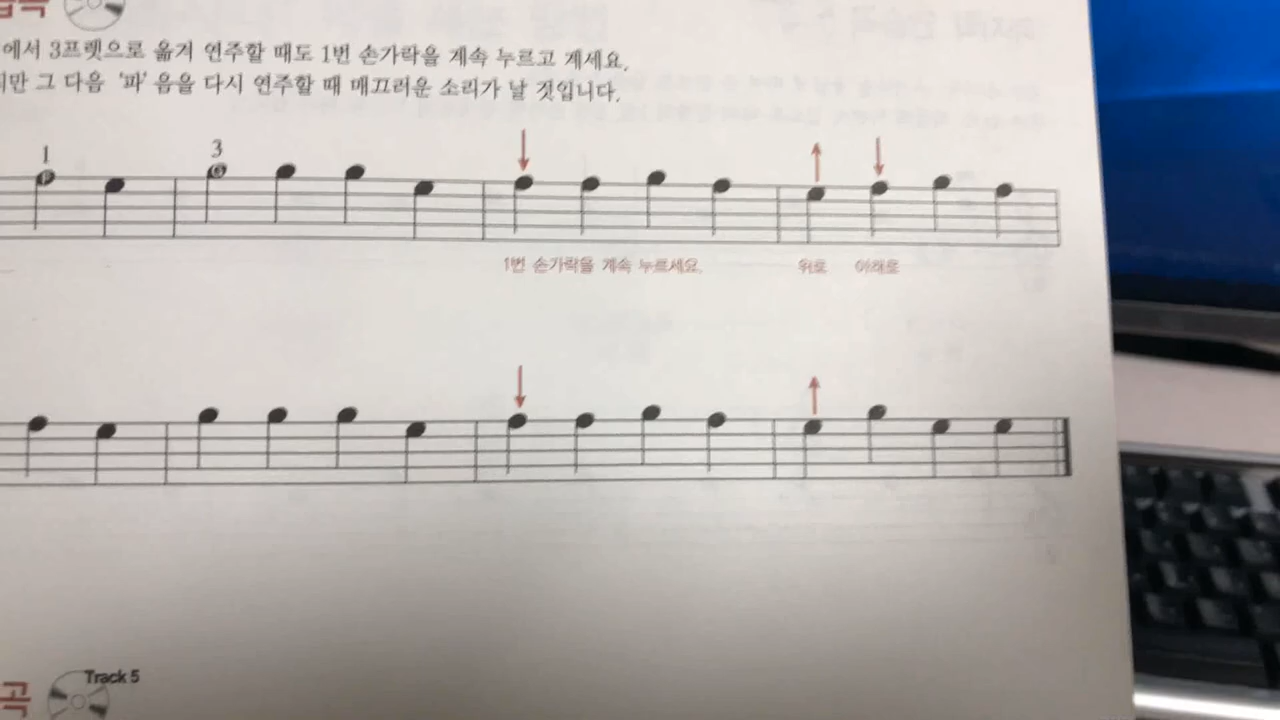 에서 3프렛으로 옮겨 연주할 때도 1번 손가락을 계속 누르고 계세요.
지만 그 다음 '파' 음을 다시 연주할 때 매끄러운 소리가 날 것입니다.
1 3
F G
1번 손가락을 계속 누르세요. 위로 아래로
Track 5
곡